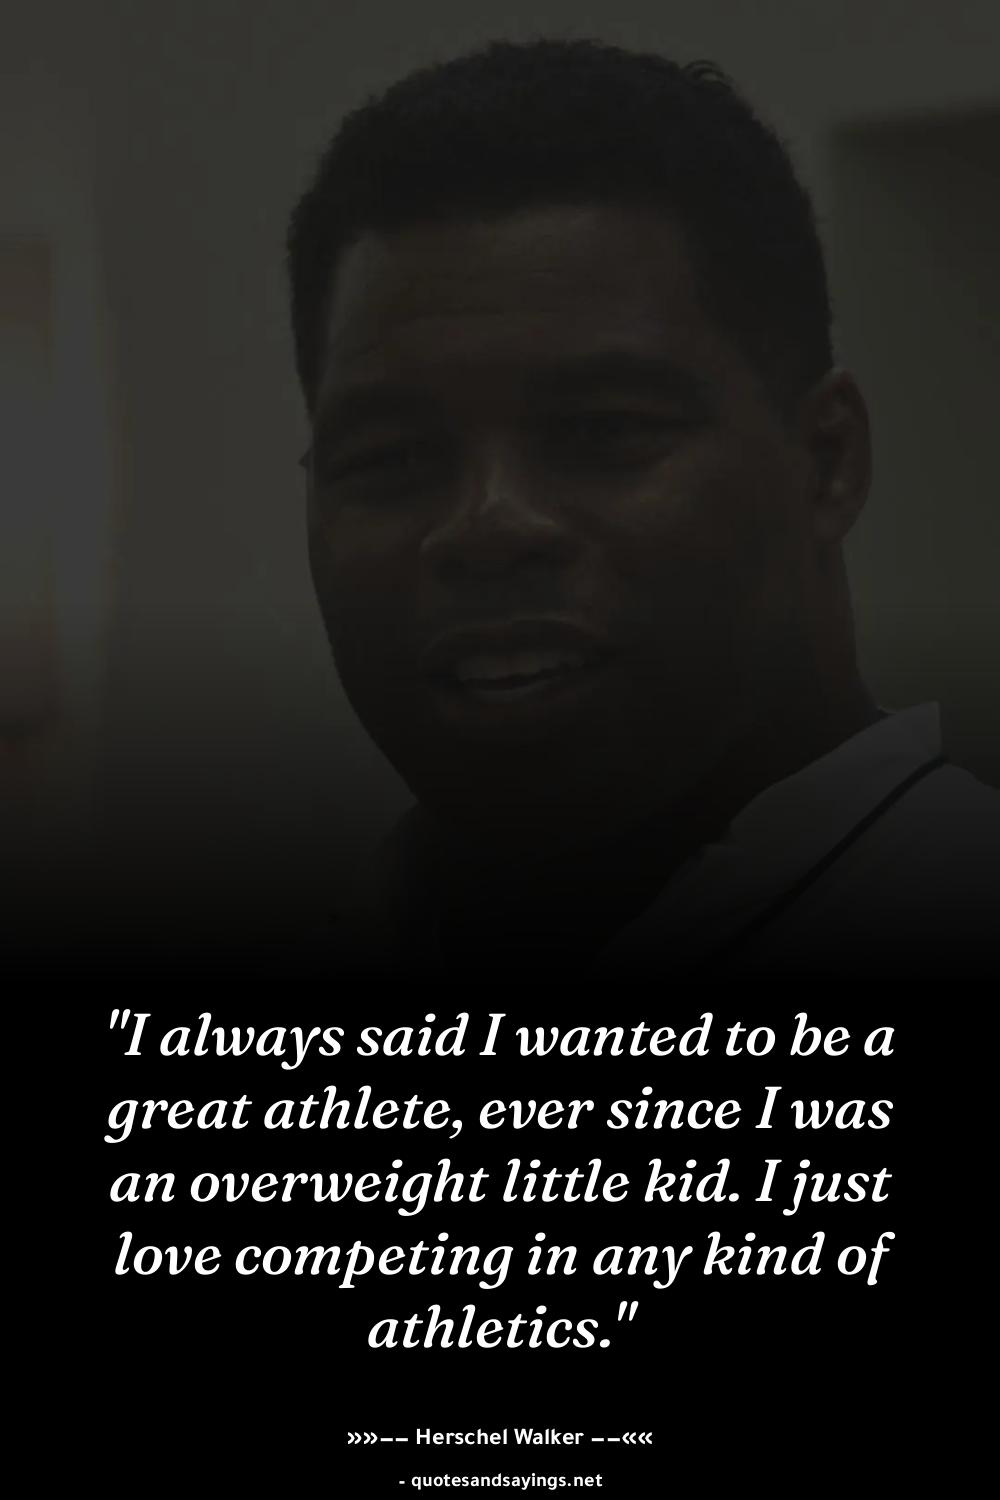 "I always said I wanted to be a
great athlete, ever since I was
an overweight little kid. I just
love competing in any kind of
athletics."
»»−− Herschel Walker −−««
- quotesandsayings.net